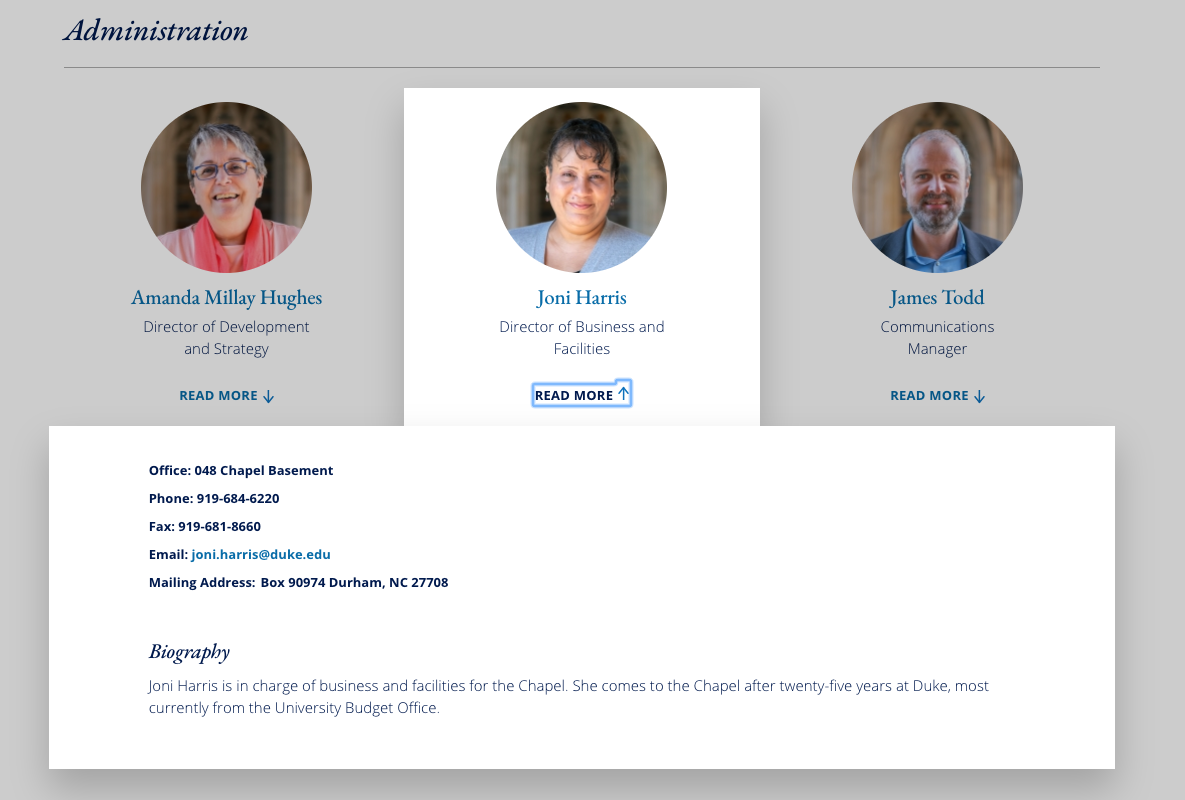 Administration
Amanda Millay Hughes
Director of Development
and Strategy
READ MORE
Joni Harris
Director of Business and
Facilities
READ MORE
James Todd
Communications
Manager
READ MORE
Office: 048 Chapel Basement
Phone: 919-684-6220
Fax: 919-681-8660
Email: joni.harris@duke.edu
Mailing Address: Box 90974 Durham, NC 27708
Biography
Joni Harris is in charge of business and facilities for the Chapel. She comes to the Chapel after twenty-five years at Duke, most
currently from the University Budget Office.